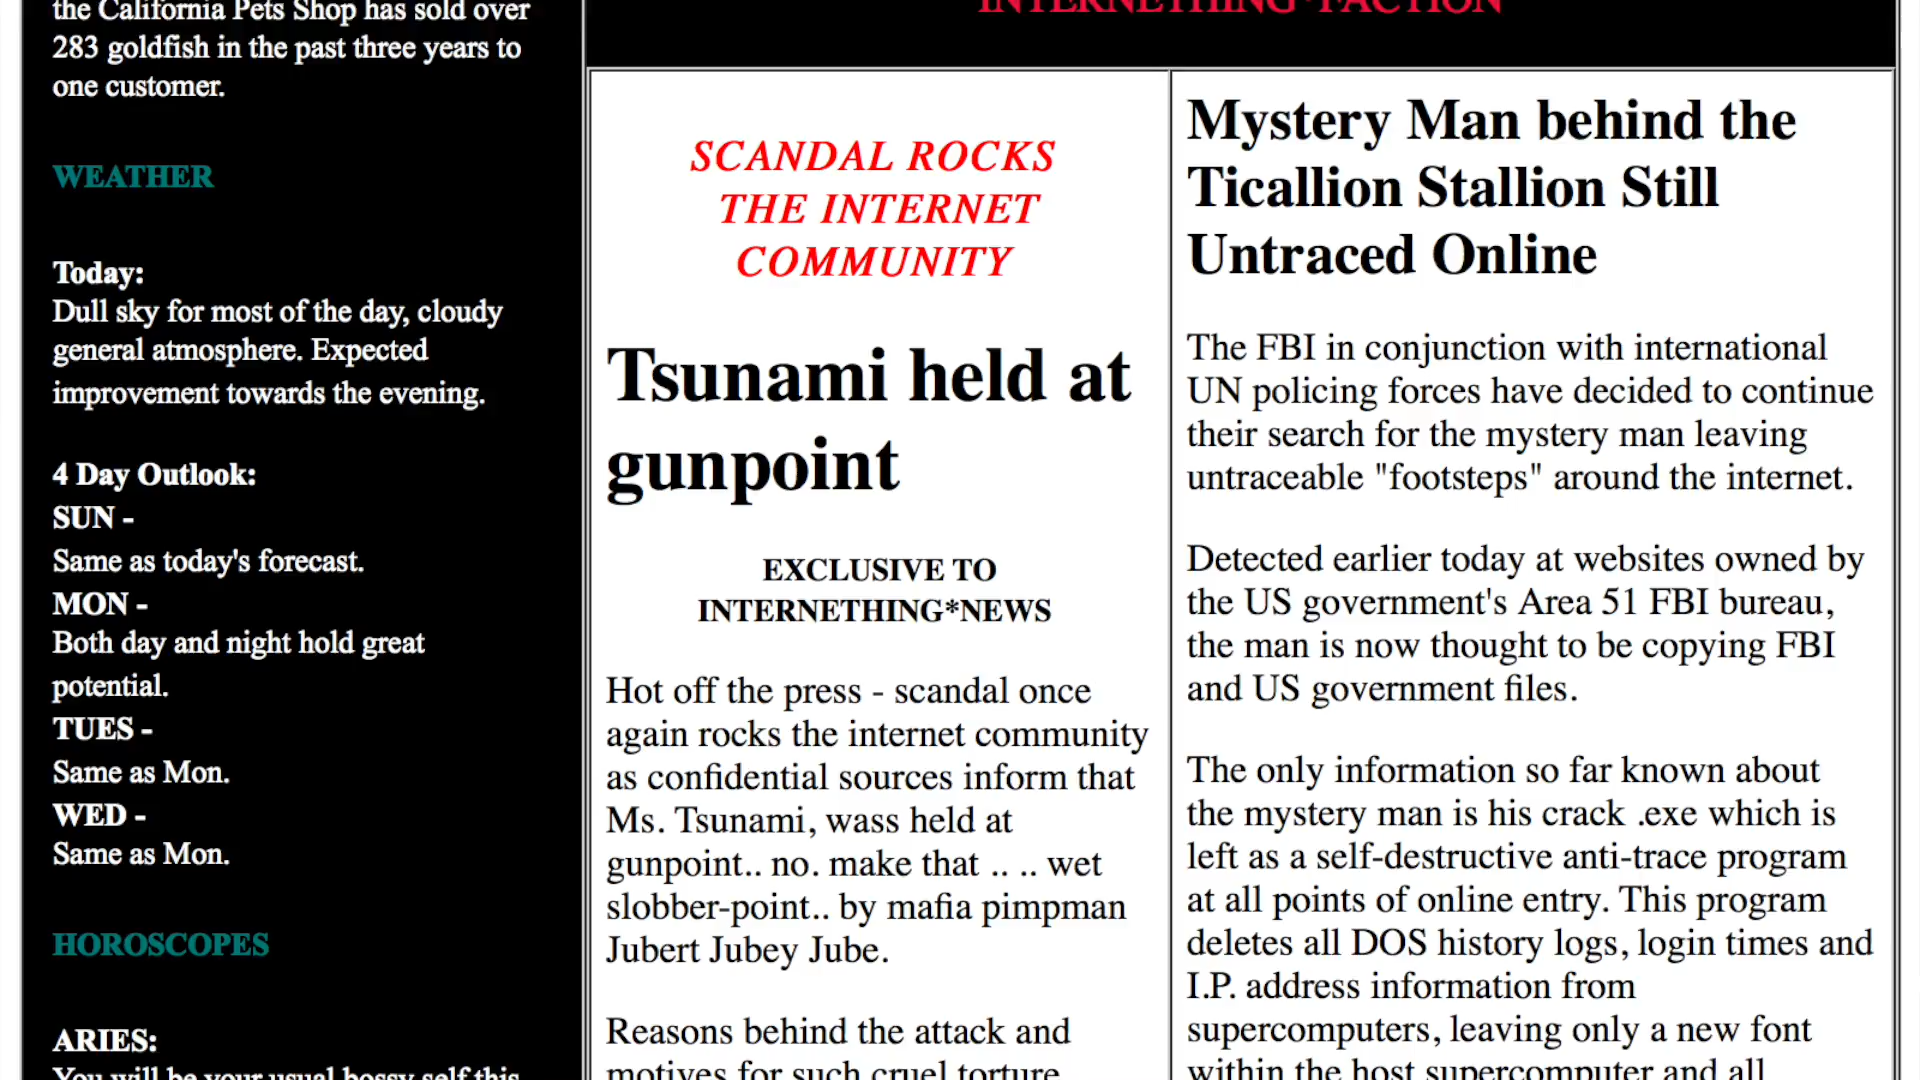 the California Pets Shop has sold over
283 goldfish in the past three years to
one customer.
WEATHER
Today:
Dull sky for most of the day, cloudy
general atmosphere. Expected
improvement towards the evening.
4 Day Outlook:
SUN -
Same as today's forecast.
MON -
Both day and night hold great
potential.
TUES -
Same as Mon.
WED -
Same as Mon.
HOROSCOPES
ARIES:
You will be your usual bossy self this
INTERNETHING*FACTION
SCANDAL ROCKS
THE INTERNET
COMMUNITY
Tsunami held at
gunpoint
EXCLUSIVE TO
INTERNETHING*NEWS
Hot off the press - scandal once
again rocks the internet community
as confidential sources inform that
Ms. Tsunami, wass held at
gunpoint.. no. make that .. .. wet
slobber-point.. by mafia pimpman
Jubert Jubey Jube.
Reasons behind the attack and
motives for such cruel torture
Mystery Man behind the
Ticallion Stallion Still
Untraced Online
The FBI in conjunction with international
UN policing forces have decided to continue
their search for the mystery man leaving
untraceable "footsteps" around the internet.
Detected earlier today at websites owned by
the US government's Area 51 FBI bureau,
the man is now thought to be copying FBI
and US government files.
The only information so far known about
the mystery man is his crack .exe which is
left as a self-destructive anti-trace program
at all points of online entry. This program
deletes all DOS history logs, login times and
I.P. address information from
supercomputers, leaving only a new font
within the host supercomputer and all